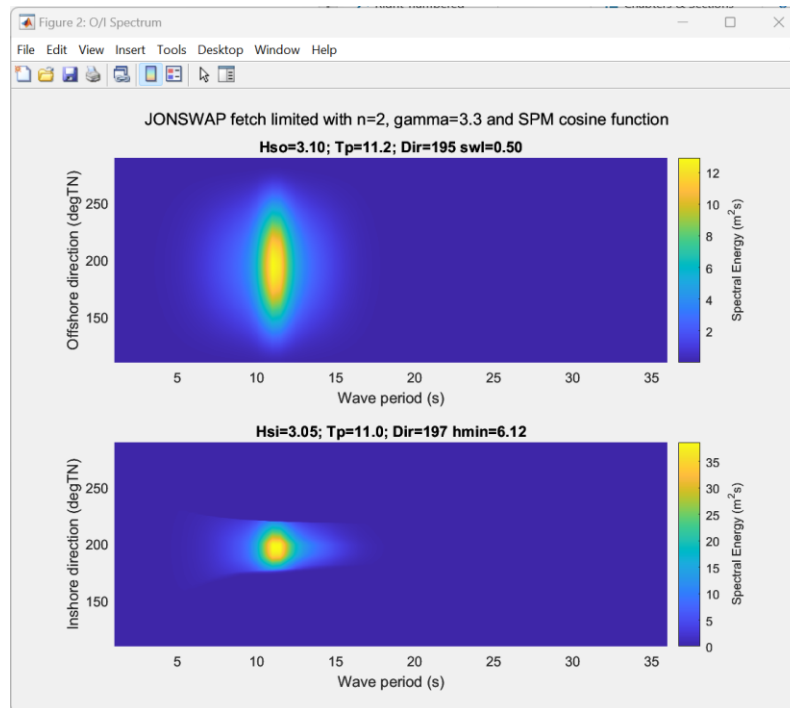 Figure 2: O/I Spectrum
File Edit View Insert Tools Desktop Window Help
JONSWAP fetch limited with n=2, gamma=3.3 and SPM cosine function
Hso=3.10; Tp=11.2; Dir=195 swl=0.50
Offshore direction (degTN)
250
200
150
5 10 15 20 25 30 35
Wave period (s)
12
10
8
6
4
2
Spectral Energy (m²s)
Hsi=3.05; Tp=11.0; Dir=197 hmin=6.12
Inshore direction (degTN)
250
200
150
5 10 15 20 25 30 35
Wave period (s)
35
30
25
20
15
10
5
0
Spectral Energy (m²s)